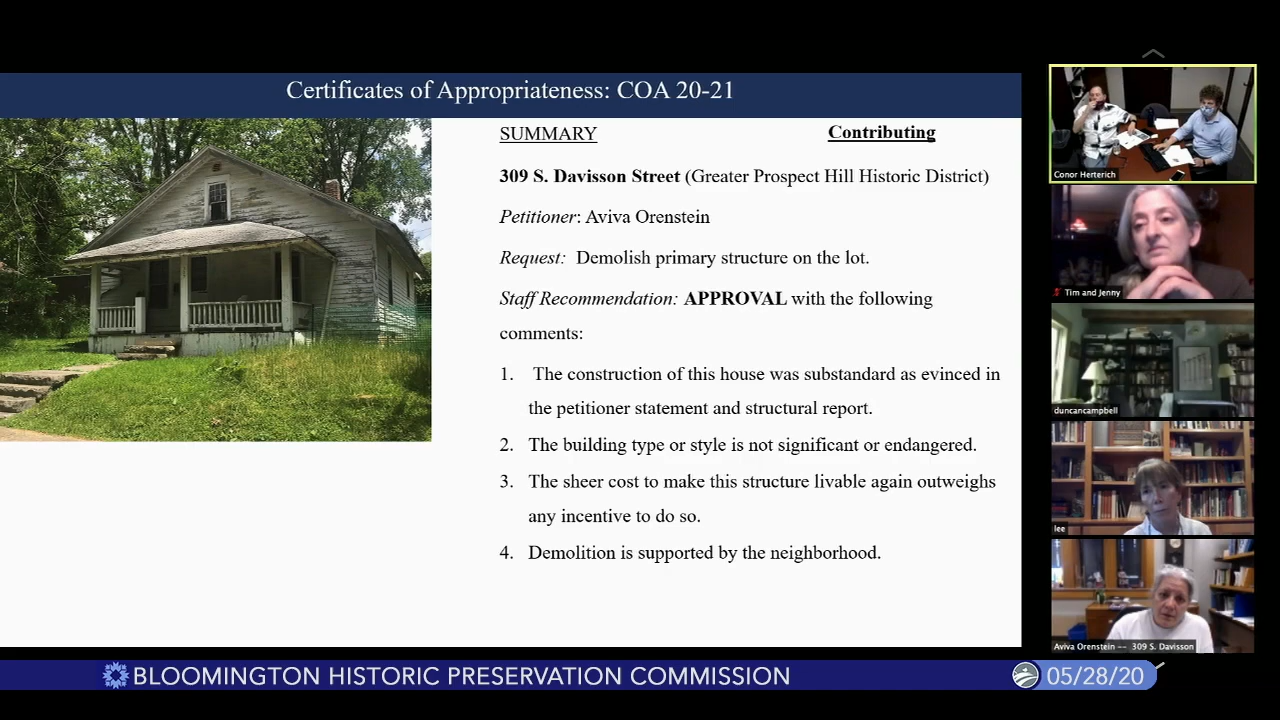 Certificates of Appropriateness: COA 20-21
SUMMARY
Contributing
309 S. Davisson Street (Greater Prospect Hill Historic District)
Petitioner: Aviva Orenstein
Request: Demolish primary structure on the lot.
Staff Recommendation: APPROVAL with the following
comments:
1. The construction of this house was substandard as evinced in
the petitioner statement and structural report.
2. The building type or style is not significant or endangered.
3. The sheer cost to make this structure livable again outweighs
any incentive to do so.
4. Demolition is supported by the neighborhood.
Conor Herterich
Tim and Jenny
duncancampbell
lee
Aviva Orenstein -- 309 S. Davisson
BLOOMINGTON HISTORIC PRESERVATION COMMISSION
05/28/20